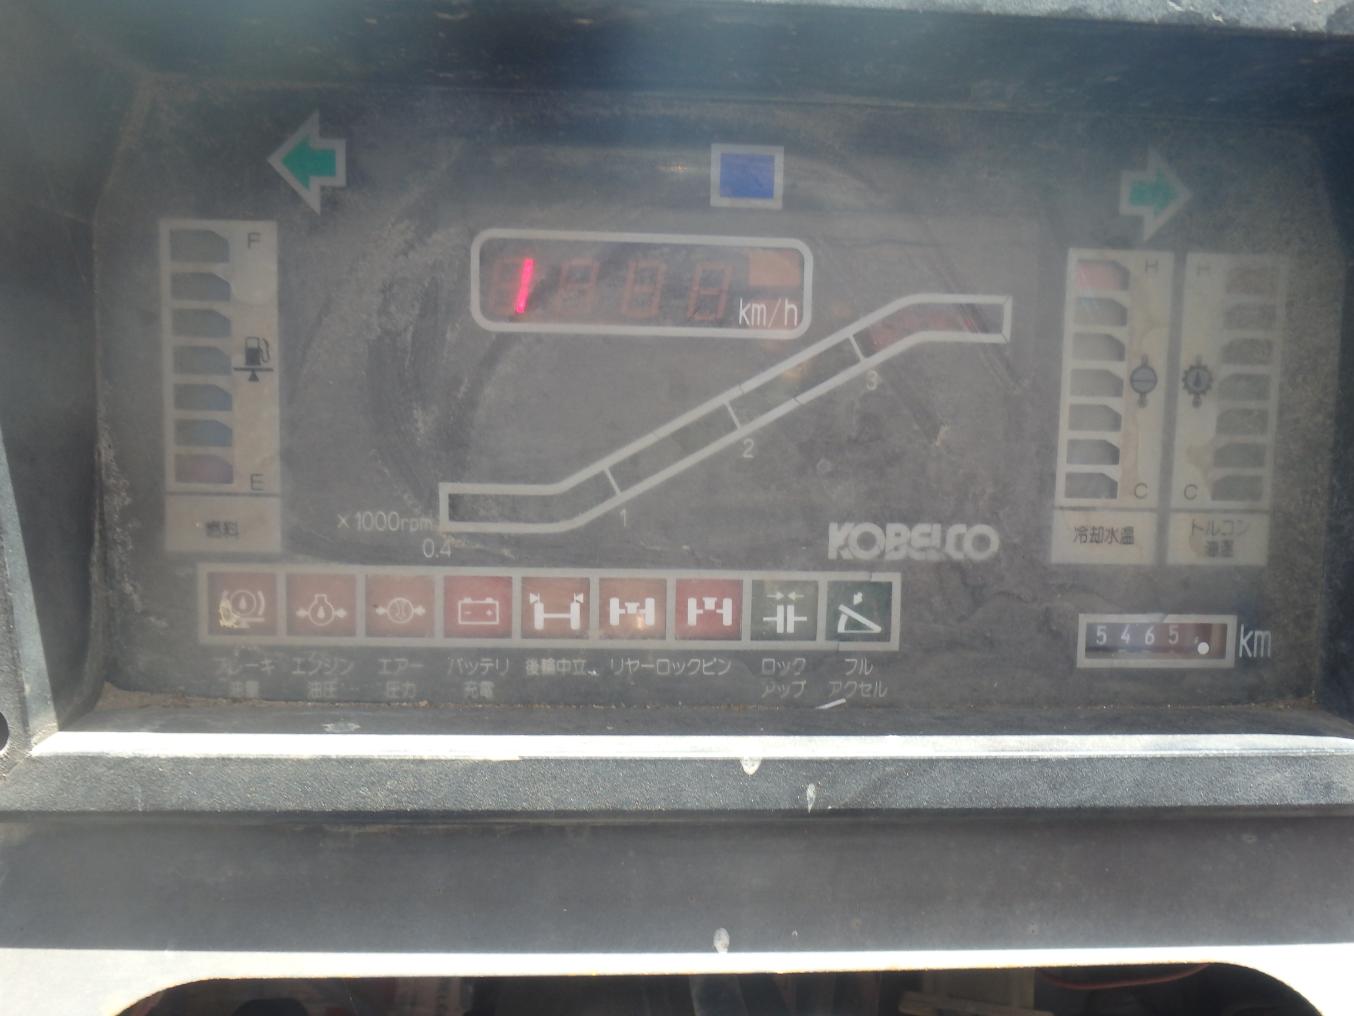 F
E
燃料
km/h
×1000rpm
0.4
1
2
3
KOBELCO
H
C
冷却水温
H
C
トルコン
油温
ブレーキ
エンジン
油圧
エアー
圧力
バッテリ
充電
後輪中立
リヤーロックピン
ロック
アップ
フル
アクセル
5465
km